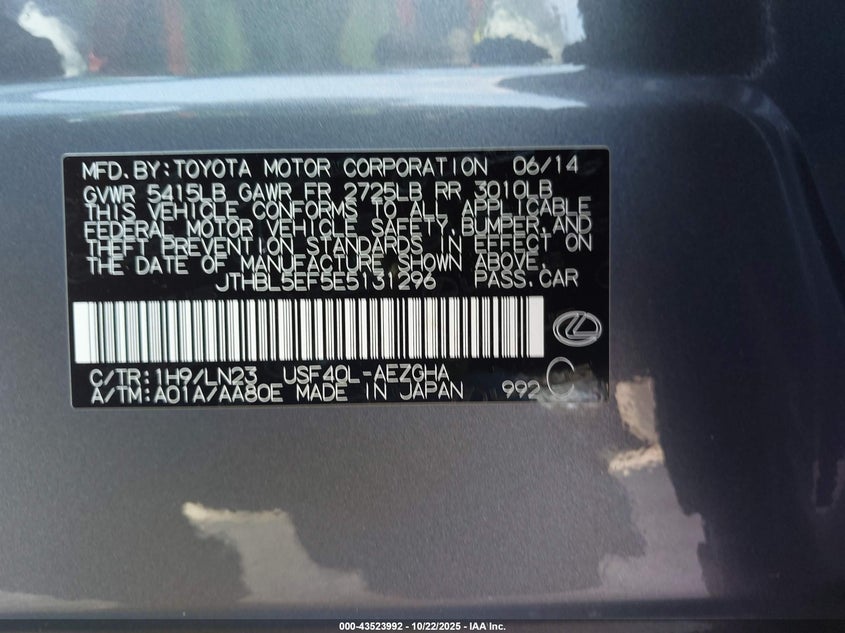 MFD.BY:TOYOTA MOTOR CORPORATION 06/14
GVWR 5415LB GAWR FR 2725LB RR 3010LB
THIS VEHICLE CONFORMS TO ALL APPLICABLE
FEDERAL MOTOR VEHICLE SAFETY,BUMPER,AND
THEFT PREVENTION STANDARDS IN EFFECT ON
THE DATE OF MANUFACTURE SHOWN ABOVE.
JTHBL5EF5E5131296 PASS.CAR
C/TR:1H9/LN23 USF40L-AEZGHA
A/TM:A01A/AA80E MADE IN JAPAN 992
000-43523992 - 10/22/2025 - IAA Inc.